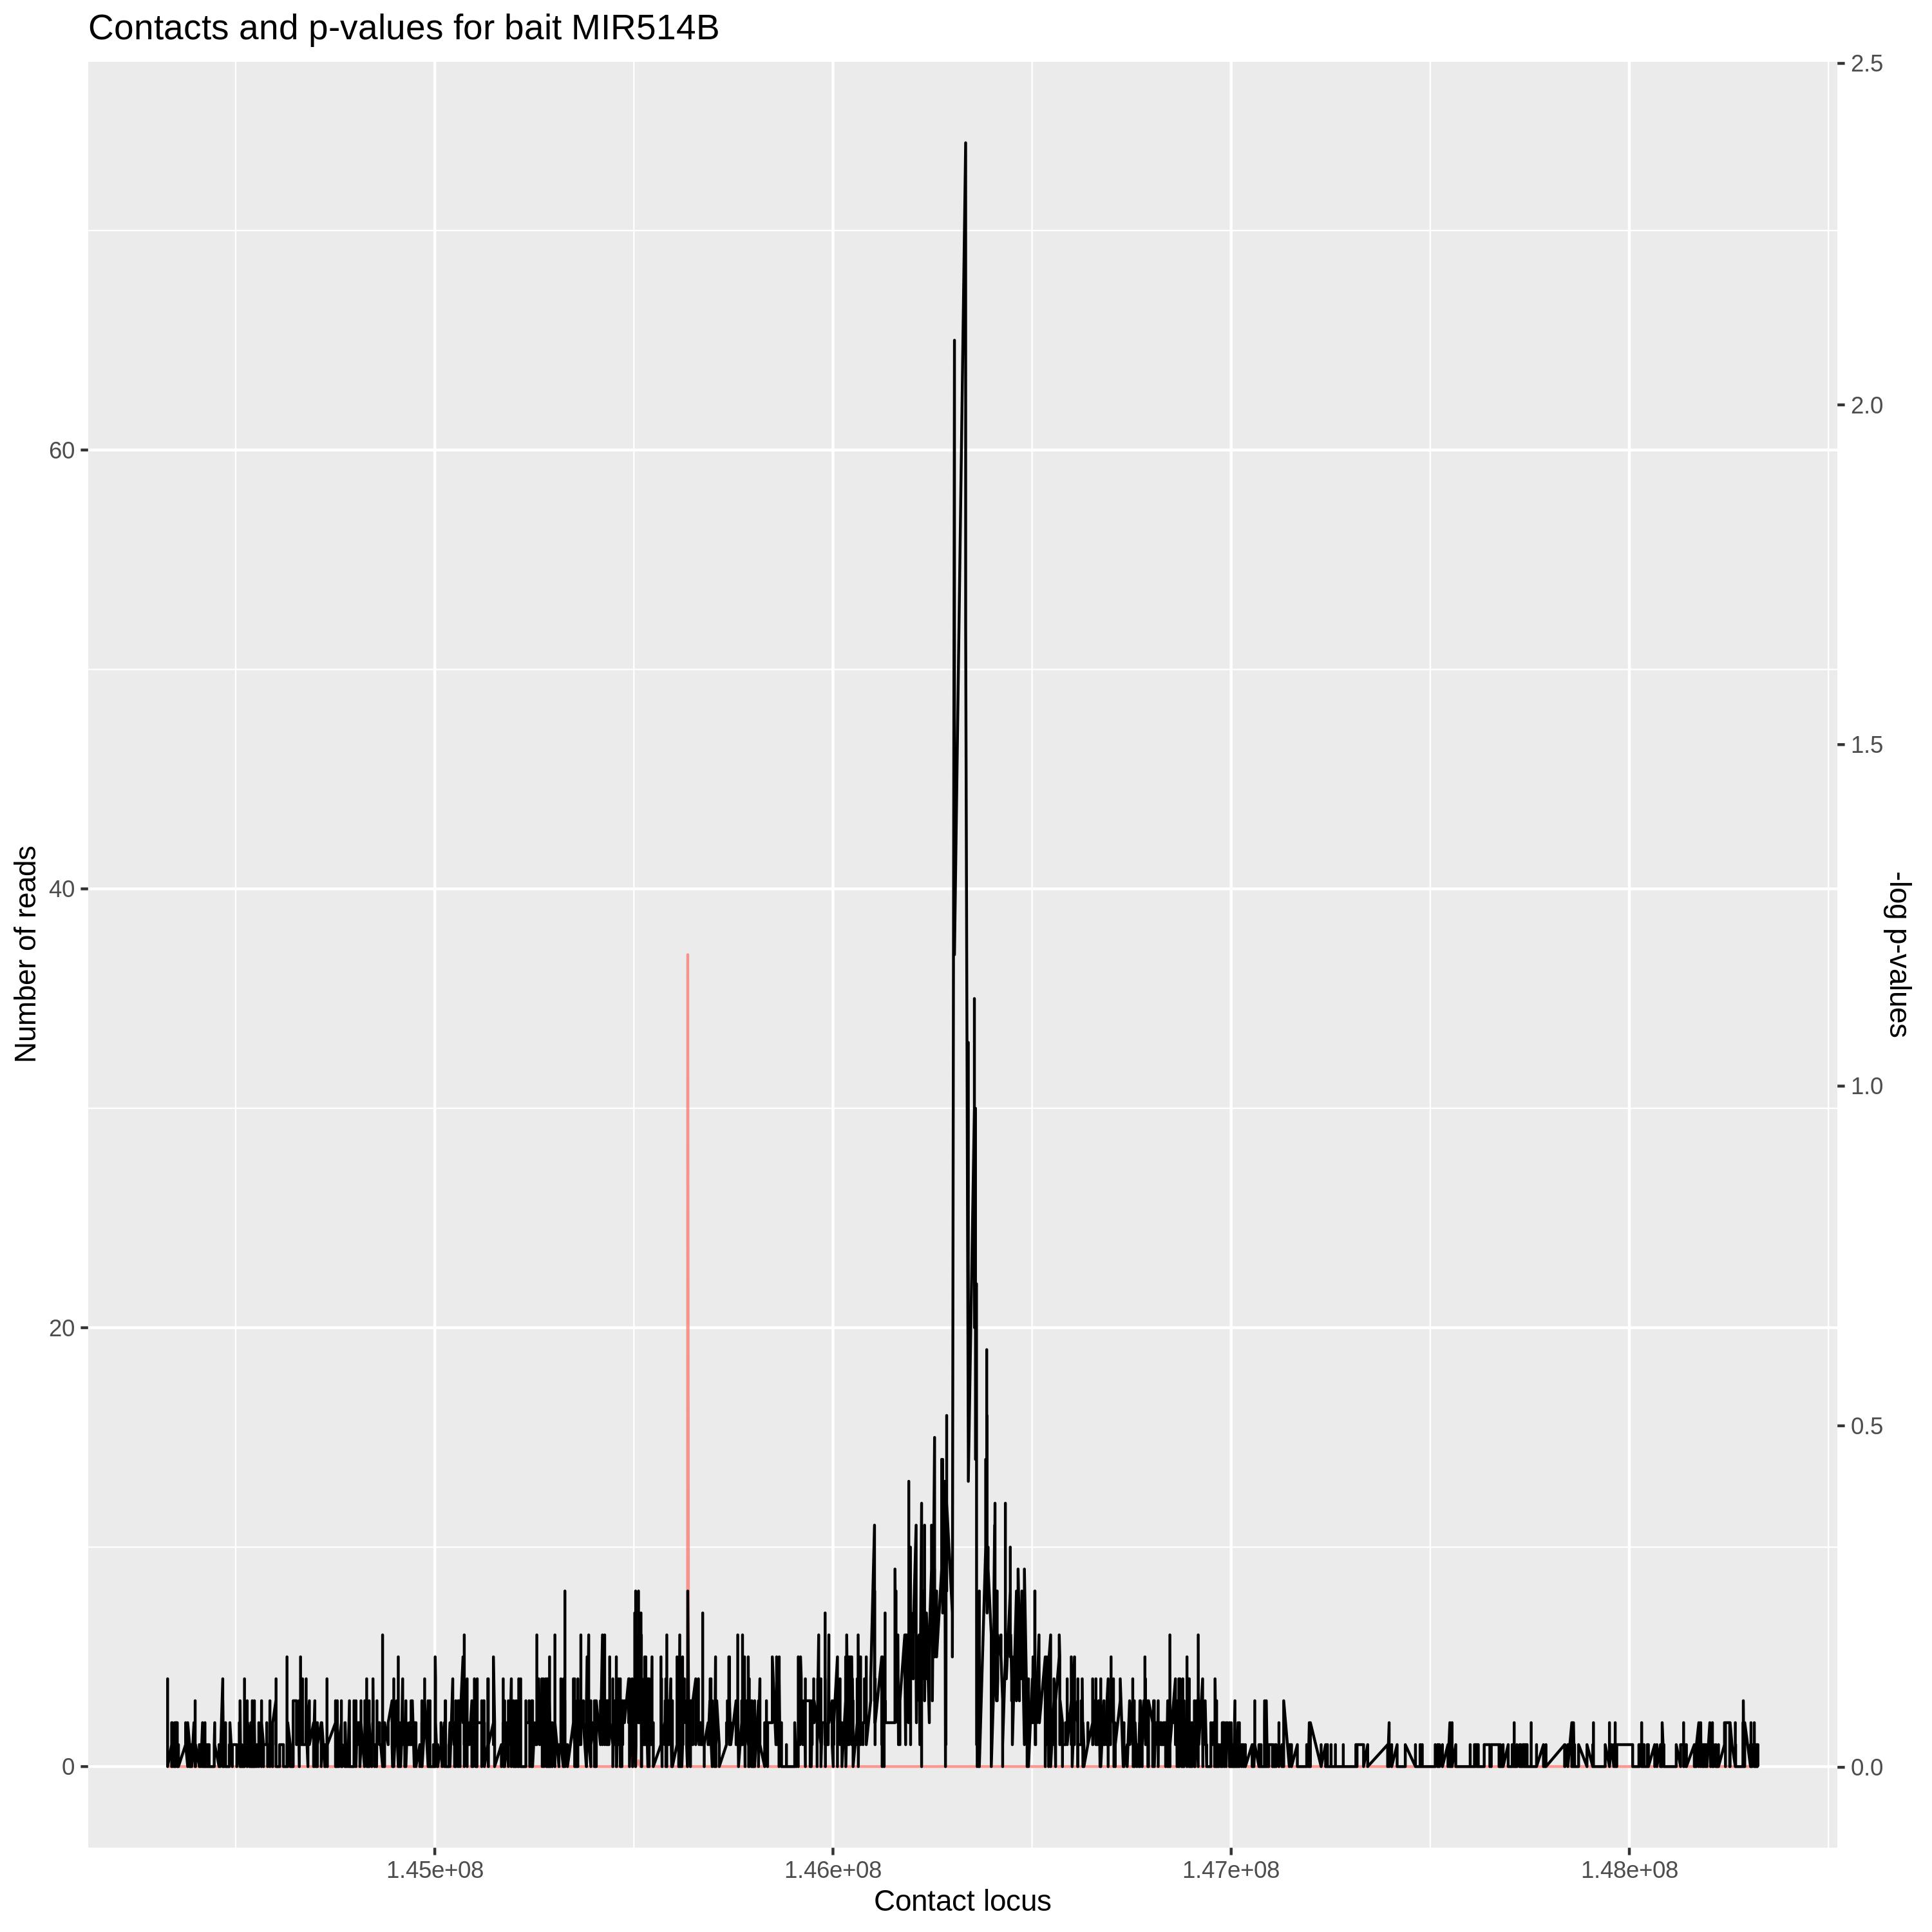 Contacts and p-values for bait MIR514B
2.5
2.0
60
1.5
Number of reads
40
-log p-values
1.0
20
0.5
0
0.0
1.45e+08
1.46e+08
1.47e+08
1.48e+08
Contact locus